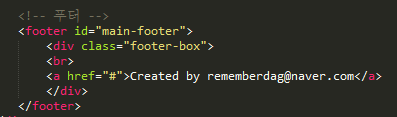 <!-- 푸터 -->
<footer id="main-footer">
<div class="footer-box">
<br>
<a href="#">Created by rememberdag@naver.com</a>
</div>
</footer>